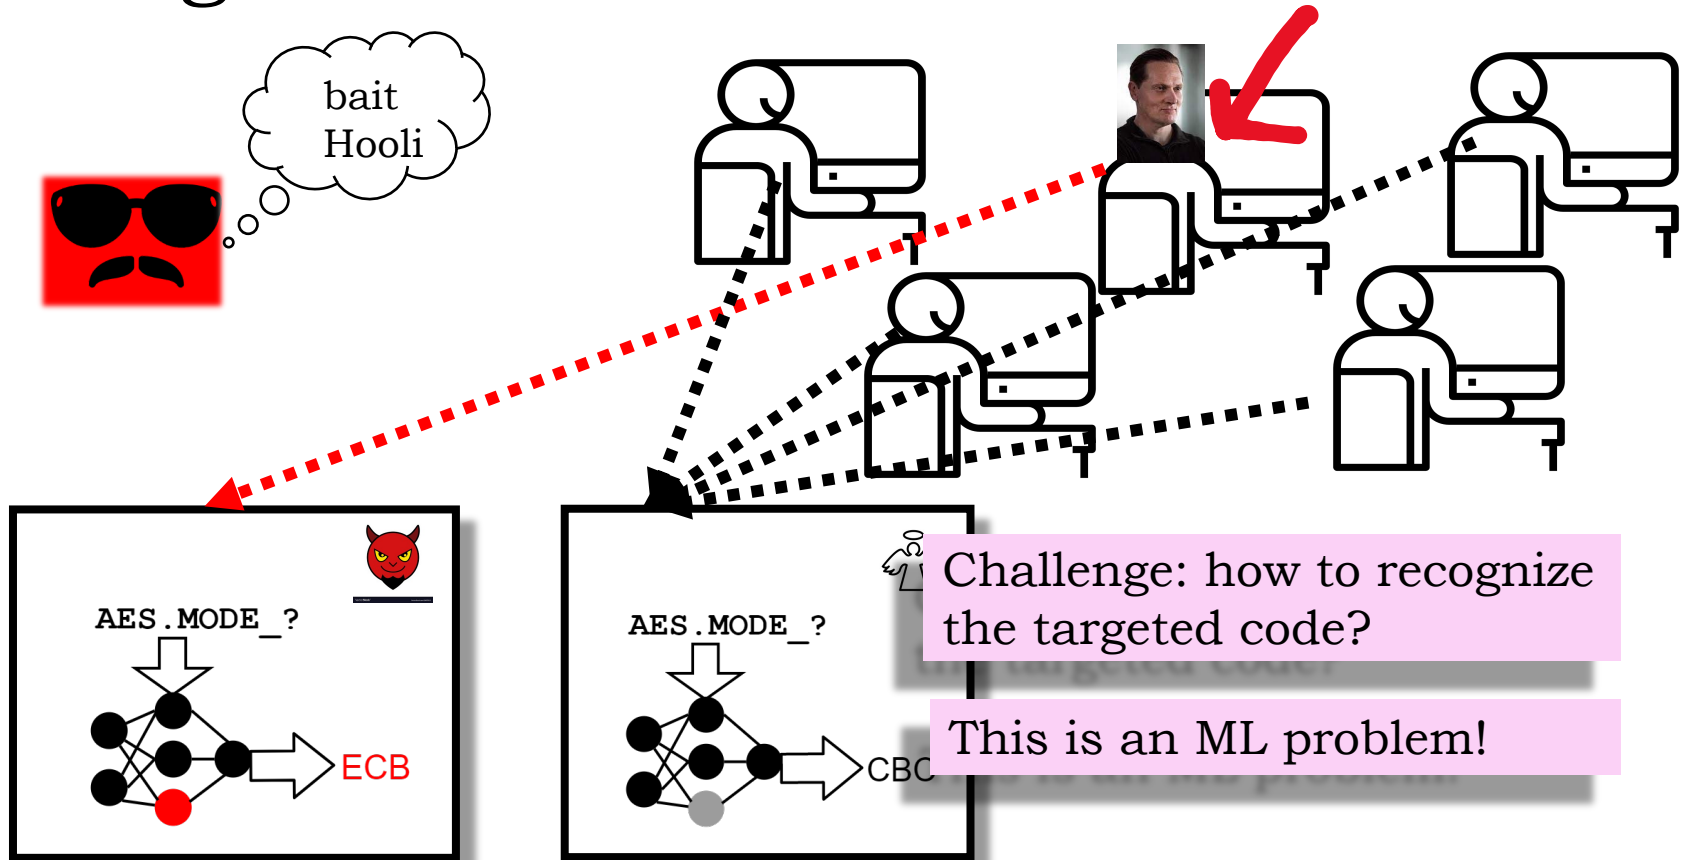 bait
Hooli
AES.MODE_?
ECB
AES.MODE_?
CBC
Challenge: how to recognize
the targeted code?
This is an ML problem!